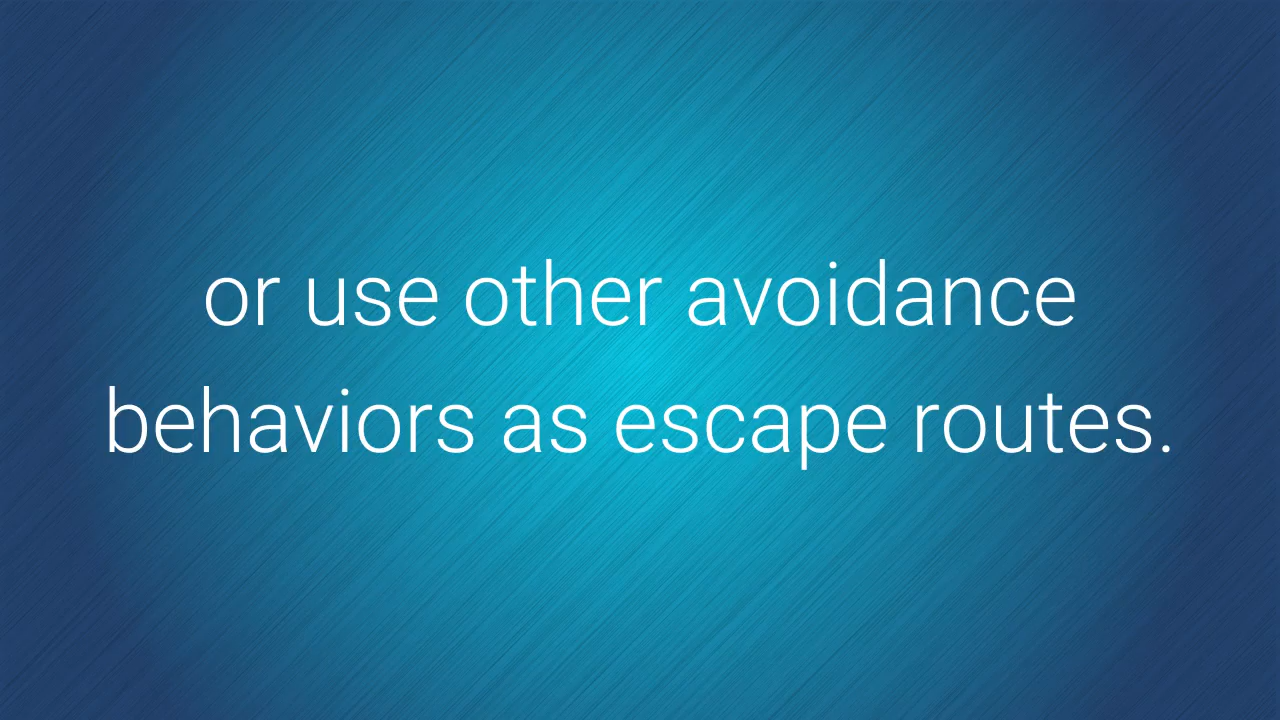 or use other avoidance
behaviors as escape routes.